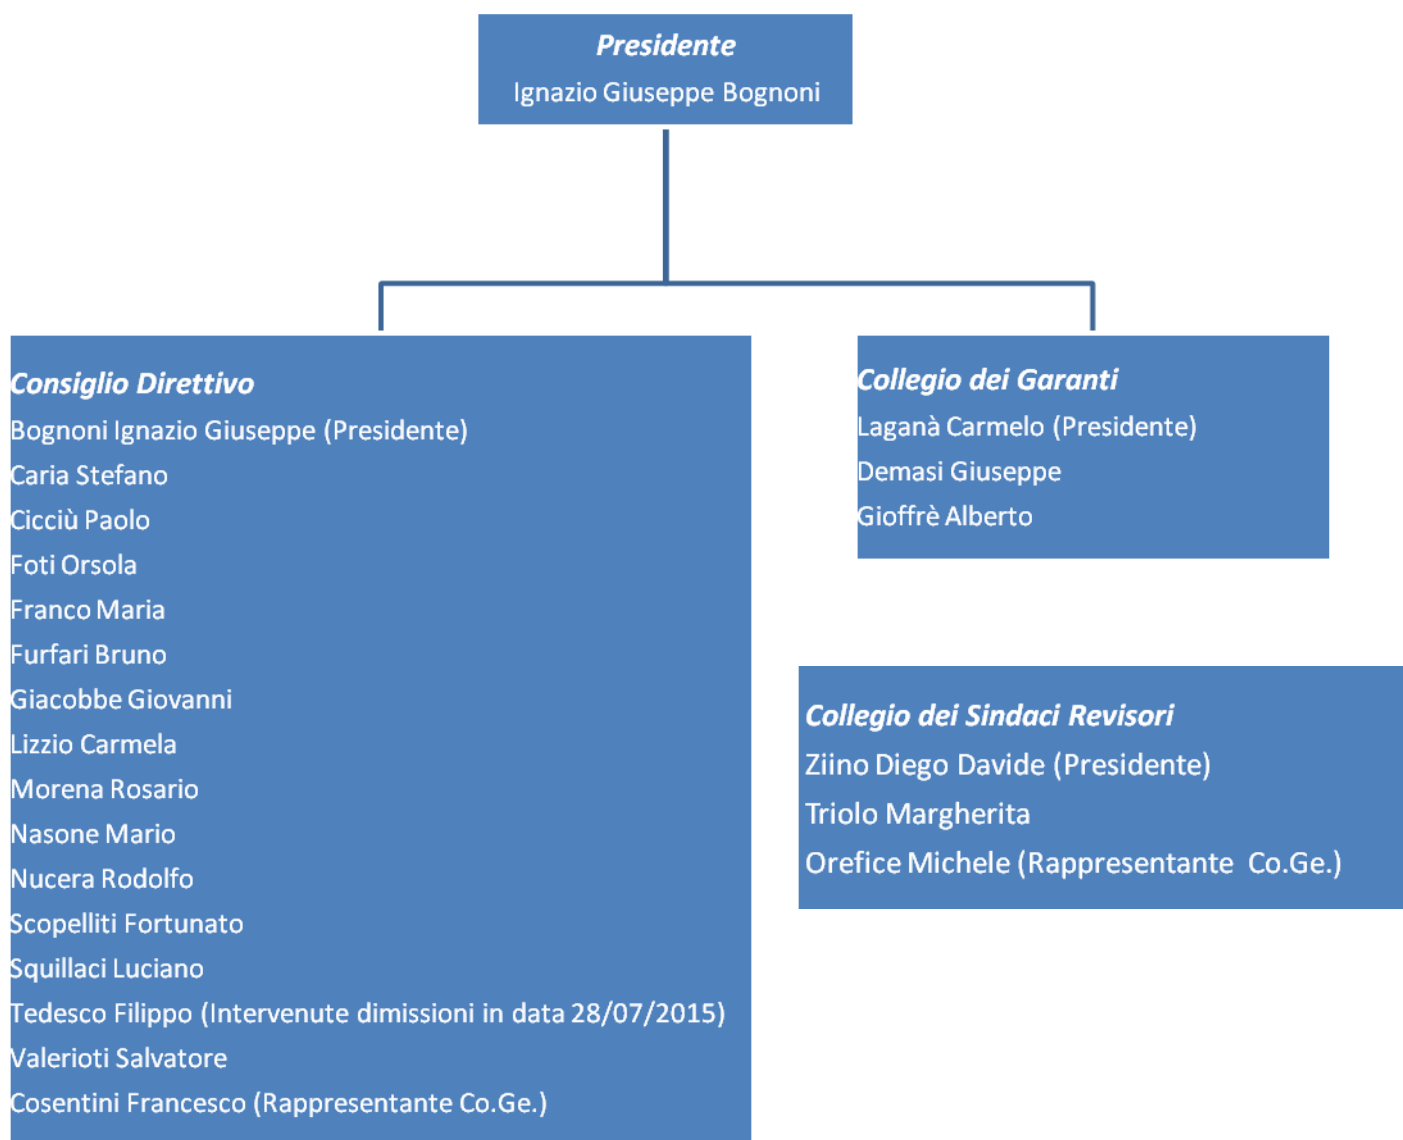 Presidente
Ignazio Giuseppe Bognoni
Consiglio Direttivo
Bognoni Ignazio Giuseppe (Presidente)
Caria Stefano
Cicciù Paolo
Foti Orsola
Franco Maria
Furfari Bruno
Giacobbe Giovanni
Lizzio Carmela
Morena Rosario
Nasone Mario
Nucera Rodolfo
Scopelliti Fortunato
Squillaci Luciano
Tedesco Filippo (Intervenute dimissioni in data 28/07/2015)
Valerioti Salvatore
Cosentini Francesco (Rappresentante Co.Ge.)
Collegio dei Garanti
Laganà Carmelo (Presidente)
Demasi Giuseppe
Gioffrè Alberto
Collegio dei Sindaci Revisori
Ziino Diego Davide (Presidente)
Triolo Margherita
Orefice Michele (Rappresentante Co.Ge.)